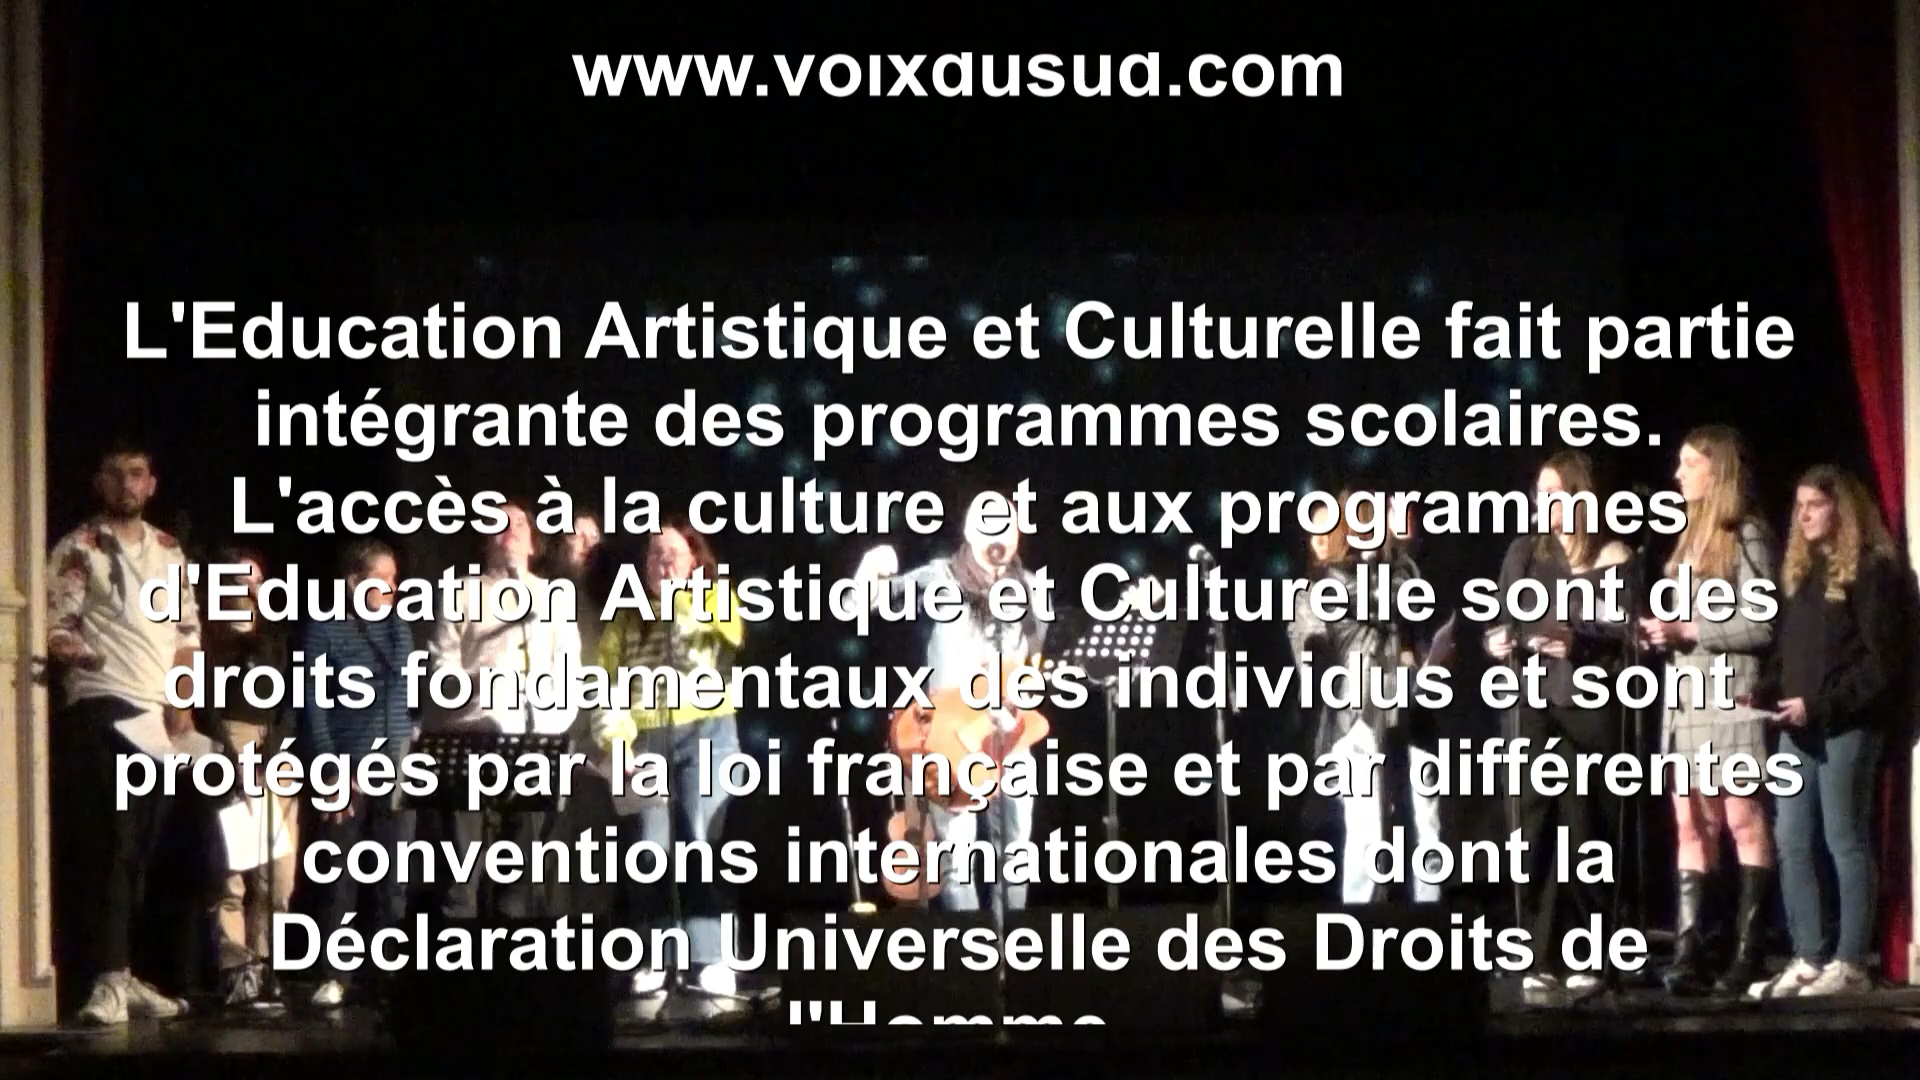 www.voixdusud.com
L'Education Artistique et Culturelle fait partie
intégrante des programmes scolaires.
L'accès à la culture et aux programmes
d'Education Artistique et Culturelle sont des
droits fondamentaux des individus et sont
protégés par la loi française et par différentes
conventions internationales dont la
Déclaration Universelle des Droits de
l'Homme